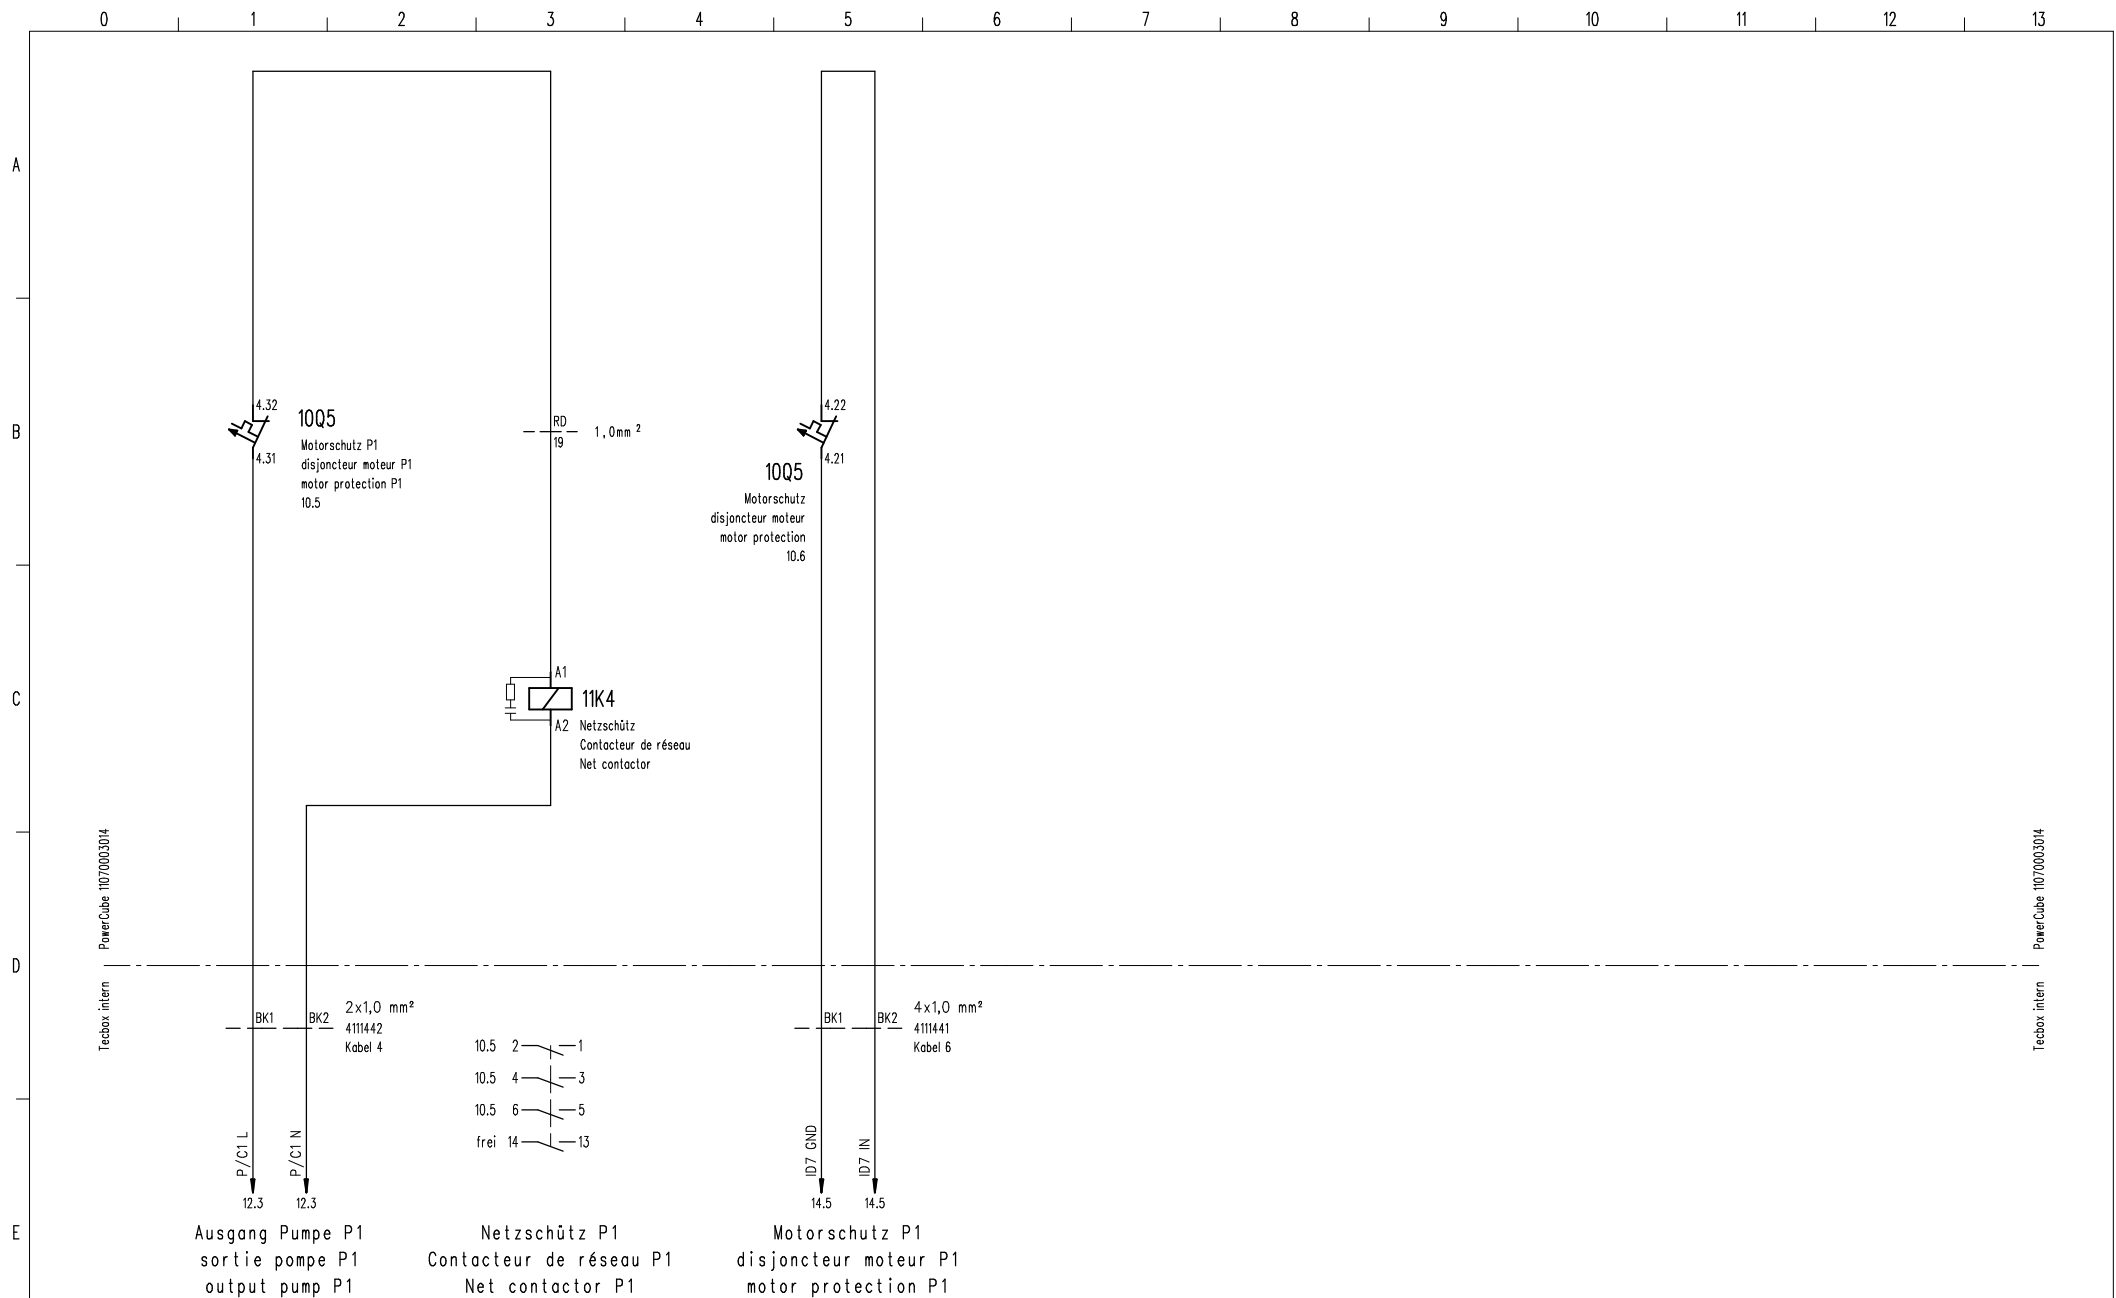 0 1 2 3 4 5 6 7 8 9 10 11 12 13
A
B
C
D
E
4.32
4.31
10Q5
Motorschutz P1
disjoncteur moteur P1
motor protection P1
10.5
RD
19
1,0mm²
4.22
4.21
10Q5
Motorschutz
disjoncteur moteur
motor protection
10.6
A1
A2
11K4
Netzschütz
Contacteur de réseau
Net contactor
PowerCube 11070003014
Tecbox intern
PowerCube 11070003014
Tecbox intern
BK1
BK2
2x1,0 mm²
4111442
Kabel 4
10.5 2 1
10.5 4 3
10.5 6 5
frei 14 13
BK1
BK2
4x1,0 mm²
4111441
Kabel 6
P/C1 L
P/C1 N
12.3
12.3
ID7 GND
ID7 IN
14.5
14.5
Ausgang Pumpe P1
sortie pompe P1
output pump P1
Netzschütz P1
Contacteur de réseau P1
Net contactor P1
Motorschutz P1
disjoncteur moteur P1
motor protection P1